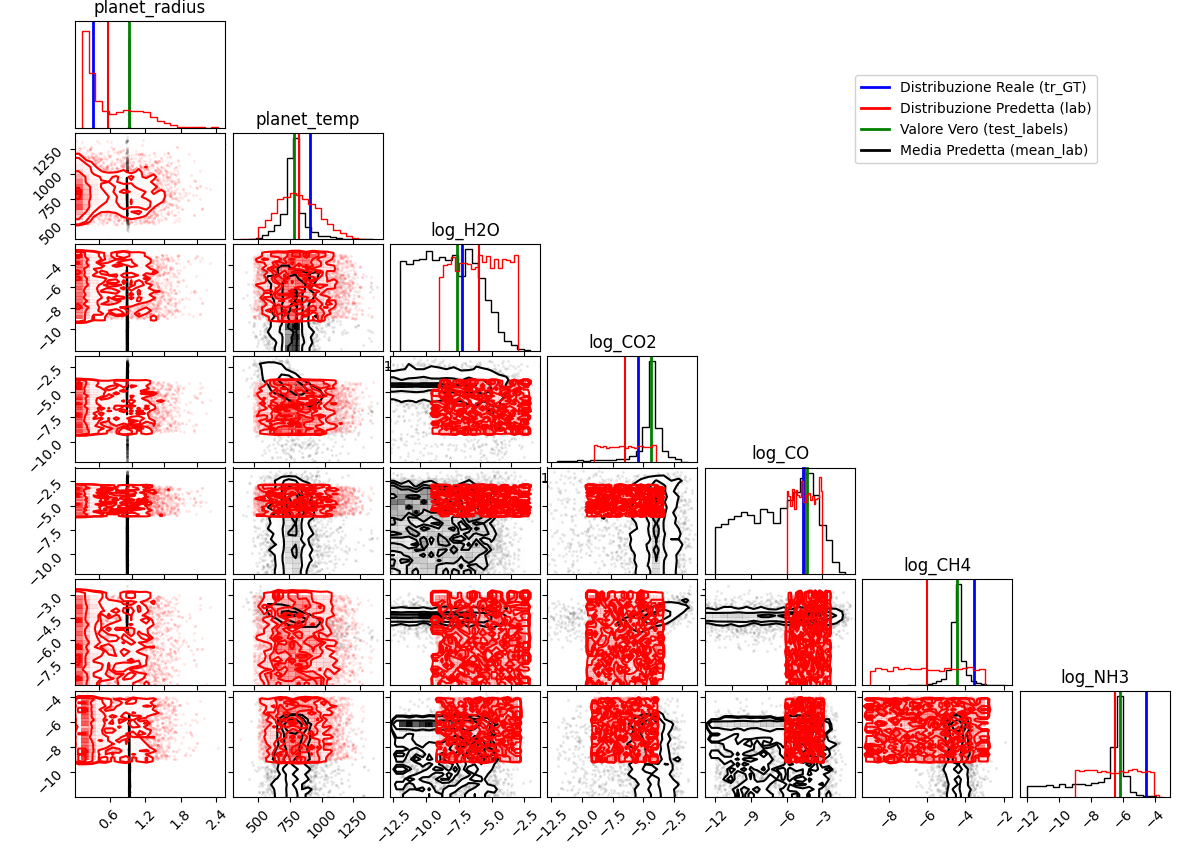 planet_radius
planet_temp
Distribuzione Reale (tr_GT)
Distribuzione Predetta (lab)
Valore Vero (test_labels)
Media Predetta (mean_lab)
1250
1000
750
500
log_H2O
−4
−6
−8
−10
log_CO2
1
−2.5
−5.0
−7.5
−10.0
log_CO
1
−2.5
−5.0
−7.5
−10.0
log_CH4
−3.0
−4.5
−6.0
−7.5
log_NH3
−4
−6
−8
−10
0.6 1.2 1.8 2.4 500 750 1000 1250 −12.5 −10.0 −7.5 −5.0 −2.5 −10.0 −7.5 −5.0 −2.5 −12 −9 −6 −3 −8 −6 −4 −2 −12 −10 −8 −6 −4